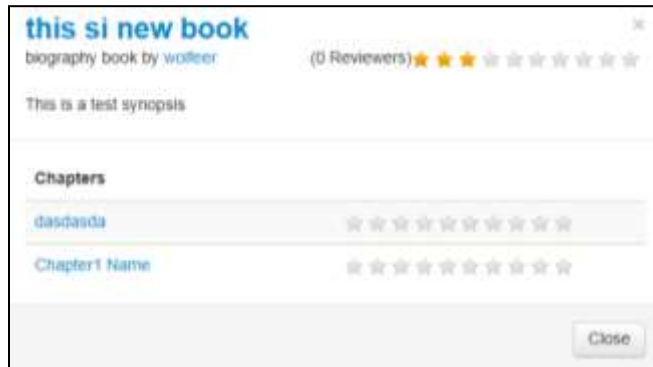 this si new book
×
biography book by wolfeer (0 Reviewers)
This is a test synopsis
Chapters
dasdasda
Chapter1 Name
Close